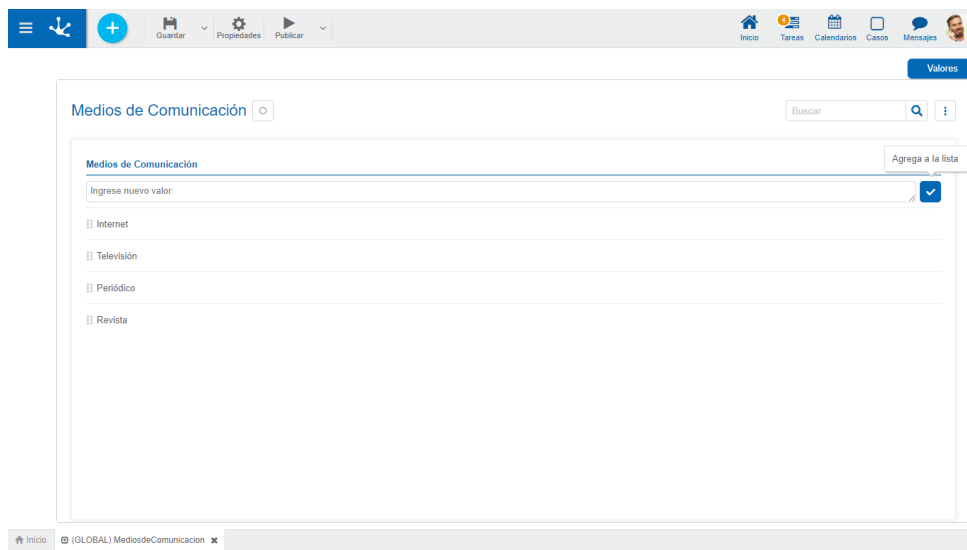 Guardar
Propiedades
Publicar
Inicio
4
Tareas
Calendarios
Casos
Mensajes
Valores
Medios de Comunicación
Buscar
Agrega a la lista
Medios de Comunicación
Ingrese nuevo valor
Internet
Televisión
Periódico
Revista
Inicio
(GLOBAL) MediosdeComunicacion